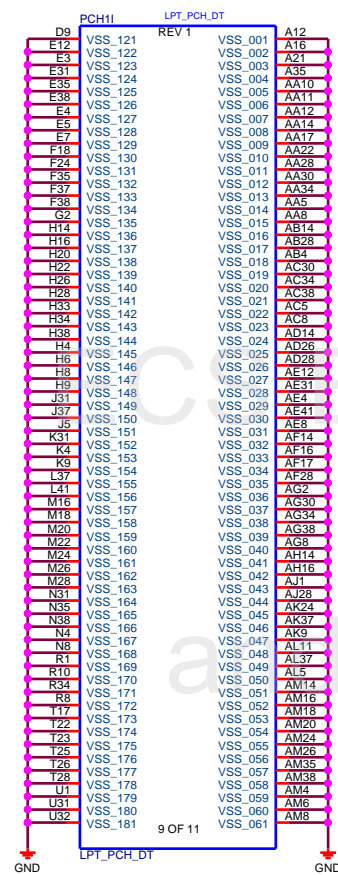 PCH1I LPT_PCH_DT
REV 1
D9 VSS_121 VSS_001 A12
E12 VSS_122 VSS_002 A16
E3 VSS_123 VSS_003 A21
E31 VSS_124 VSS_004 A35
E35 VSS_125 VSS_005 AA10
E38 VSS_126 VSS_006 AA11
E4 VSS_127 VSS_007 AA12
E5 VSS_128 VSS_008 AA14
E7 VSS_129 VSS_009 AA17
F18 VSS_130 VSS_010 AA22
F24 VSS_131 VSS_011 AA28
F35 VSS_132 VSS_012 AA30
F37 VSS_133 VSS_013 AA34
F38 VSS_134 VSS_014 AA5
G2 VSS_135 VSS_015 AA8
H14 VSS_136 VSS_016 AB14
H16 VSS_137 VSS_017 AB28
H20 VSS_138 VSS_018 AB4
H22 VSS_139 VSS_019 AC30
H26 VSS_140 VSS_020 AC34
H28 VSS_141 VSS_021 AC38
H33 VSS_142 VSS_022 AC5
H34 VSS_143 VSS_023 AC8
H38 VSS_144 VSS_024 AD14
H4 VSS_145 VSS_025 AD26
H6 VSS_146 VSS_026 AD28
H8 VSS_147 VSS_027 AE12
H9 VSS_148 VSS_028 AE31
J31 VSS_149 VSS_029 AE4
J37 VSS_150 VSS_030 AE41
J5 VSS_151 VSS_031 AE8
K31 VSS_152 VSS_032 AF14
K4 VSS_153 VSS_033 AF16
K9 VSS_154 VSS_034 AF17
L37 VSS_155 VSS_035 AF28
L41 VSS_156 VSS_036 AG2
M16 VSS_157 VSS_037 AG30
M18 VSS_158 VSS_038 AG34
M20 VSS_159 VSS_039 AG38
M22 VSS_160 VSS_040 AG8
M24 VSS_161 VSS_041 AH14
M26 VSS_162 VSS_042 AH16
M28 VSS_163 VSS_043 AJ1
N31 VSS_164 VSS_044 AJ28
N35 VSS_165 VSS_045 AK24
N38 VSS_166 VSS_046 AK37
N4 VSS_167 VSS_047 AK9
N8 VSS_168 VSS_048 AL11
R1 VSS_169 VSS_049 AL37
R10 VSS_170 VSS_050 AL5
R34 VSS_171 VSS_051 AM14
R8 VSS_172 VSS_052 AM16
T17 VSS_173 VSS_053 AM18
T22 VSS_174 VSS_054 AM20
T23 VSS_175 VSS_055 AM24
T25 VSS_176 VSS_056 AM26
T26 VSS_177 VSS_057 AM35
T28 VSS_178 VSS_058 AM38
U1 VSS_179 VSS_059 AM4
U31 VSS_180 VSS_060 AM6
U32 VSS_181 VSS_061 AM8
9 OF 11
LPT_PCH_DT
GND GND
ECS
and